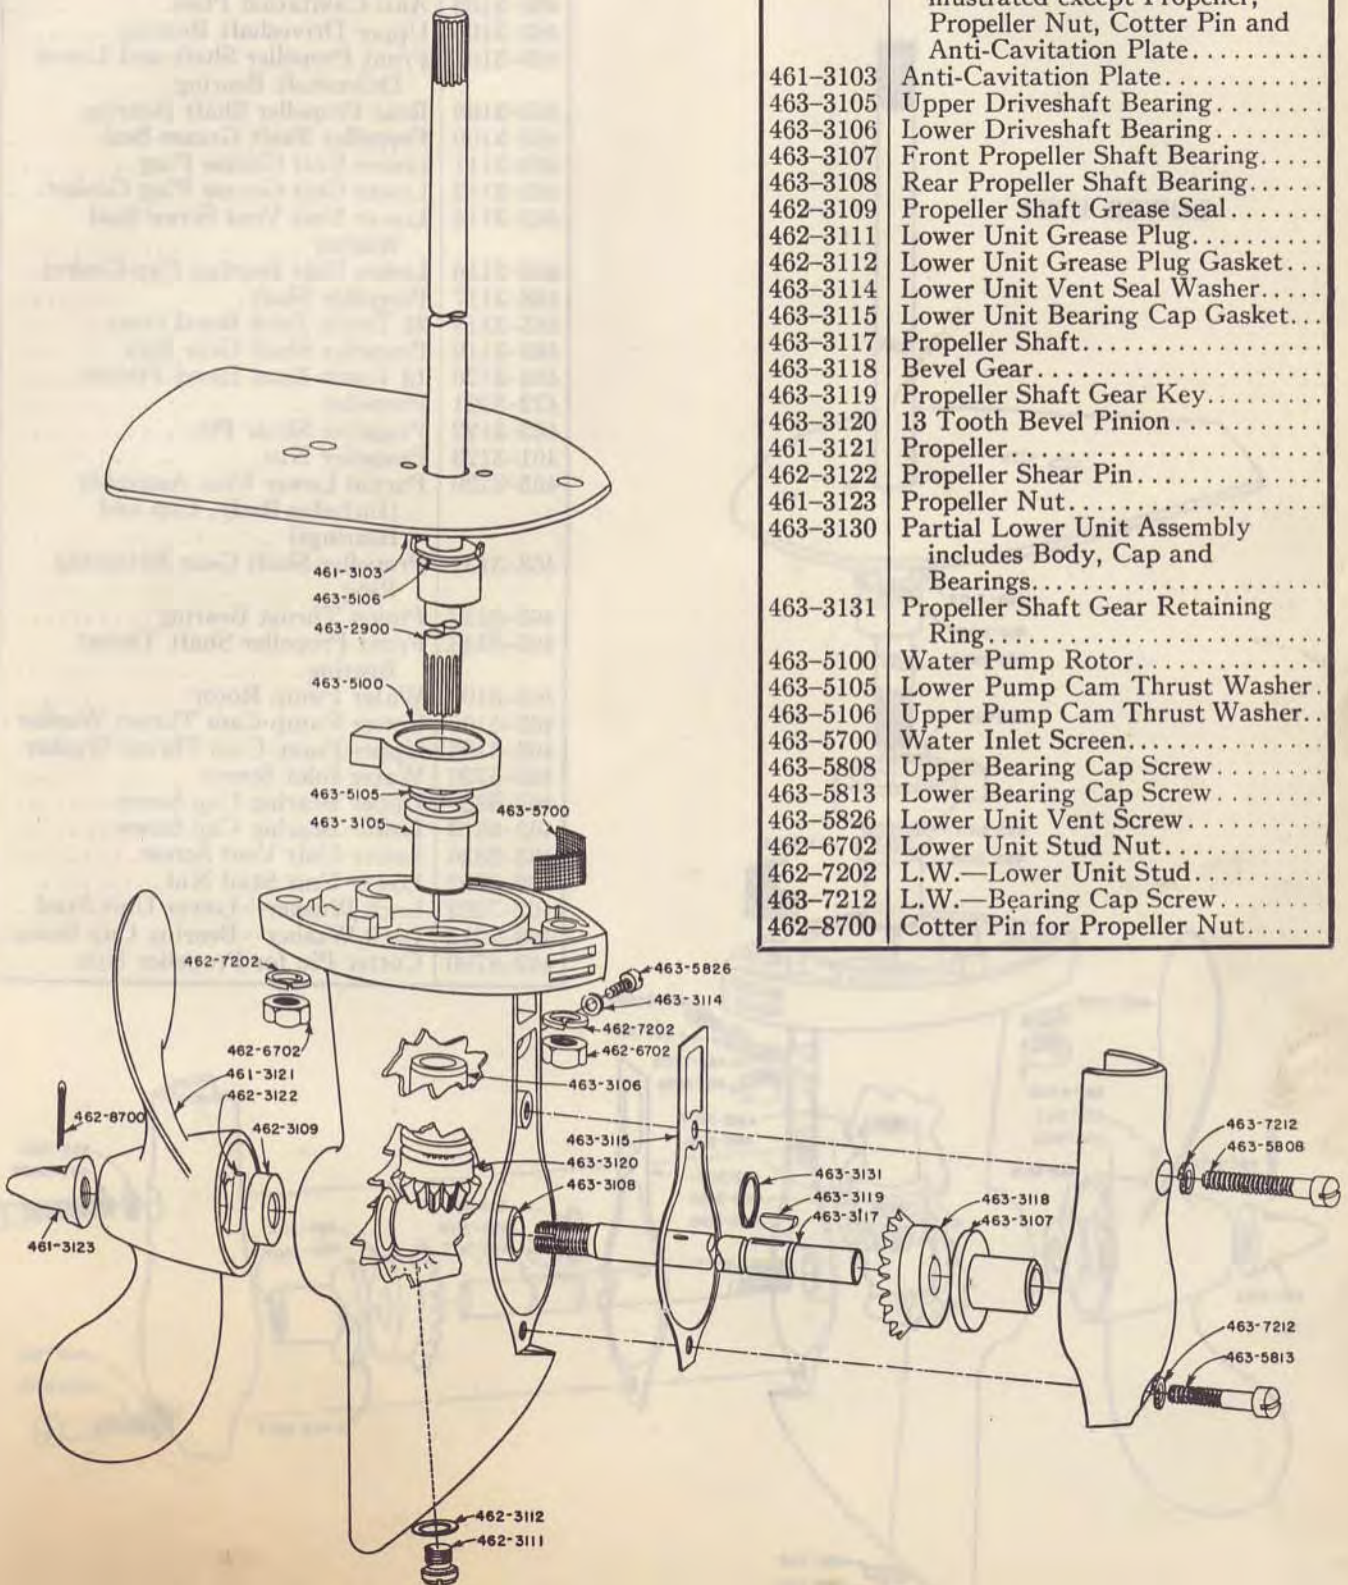 illustrated except Propeller,
Propeller Nut, Cotter Pin and
Anti-Cavitation Plate..........
461-3103 Anti-Cavitation Plate............
463-3105 Upper Driveshaft Bearing........
463-3106 Lower Driveshaft Bearing........
463-3107 Front Propeller Shaft Bearing.....
463-3108 Rear Propeller Shaft Bearing......
462-3109 Propeller Shaft Grease Seal.......
462-3111 Lower Unit Grease Plug..........
462-3112 Lower Unit Grease Plug Gasket...
463-3114 Lower Unit Vent Seal Washer.....
463-3115 Lower Unit Bearing Cap Gasket...
463-3117 Propeller Shaft...................
463-3118 Bevel Gear......................
463-3119 Propeller Shaft Gear Key.........
463-3120 13 Tooth Bevel Pinion...........
461-3121 Propeller........................
462-3122 Propeller Shear Pin..............
461-3123 Propeller Nut....................
463-3130 Partial Lower Unit Assembly
includes Body, Cap and
Bearings......................
463-3131 Propeller Shaft Gear Retaining
Ring.........................
463-5100 Water Pump Rotor..............
463-5105 Lower Pump Cam Thrust Washer.
463-5106 Upper Pump Cam Thrust Washer..
463-5700 Water Inlet Screen...............
463-5808 Upper Bearing Cap Screw........
463-5813 Lower Bearing Cap Screw........
463-5826 Lower Unit Vent Screw..........
462-6702 Lower Unit Stud Nut............
462-7202 L.W.—Lower Unit Stud..........
463-7212 L.W.—Bearing Cap Screw........
462-8700 Cotter Pin for Propeller Nut......
461-3103
463-5106
463-2900
463-5100
463-5105
463-5700
463-3105
462-7202
463-5826
463-3114
462-7202
462-6702
462-6702
461-3121
462-3122
463-3106
462-8700
462-3109
463-3115
463-7212
463-5808
463-3120
463-3131
463-3108
463-3119
463-3118
463-3117
463-3107
461-3123
463-7212
463-5813
462-3112
462-3111